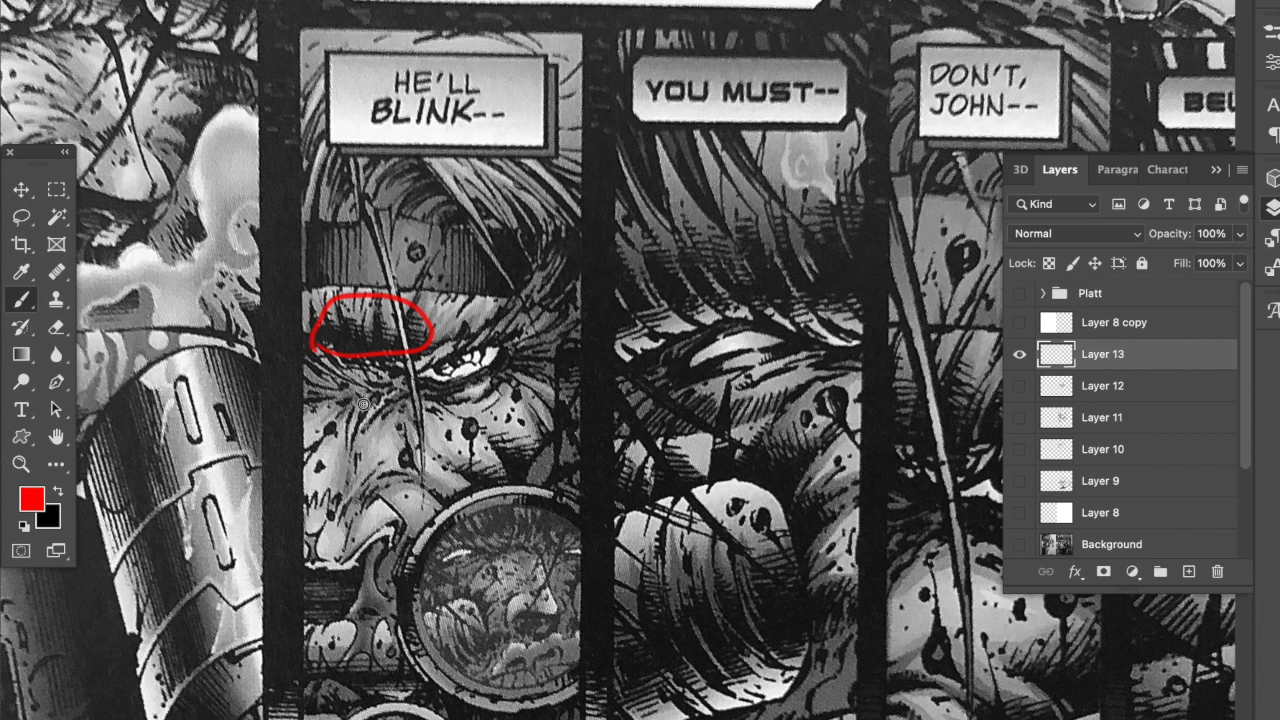 HE'LL
BLINK--
YOU MUST--
DON'T,
JOHN--
3D Layers Paragra Charact
Kind
Normal Opacity: 100%
Lock: Fill: 100%
Platt
Layer 8 copy
Layer 13
Layer 12
Layer 11
Layer 10
Layer 9
Layer 8
Background
fx